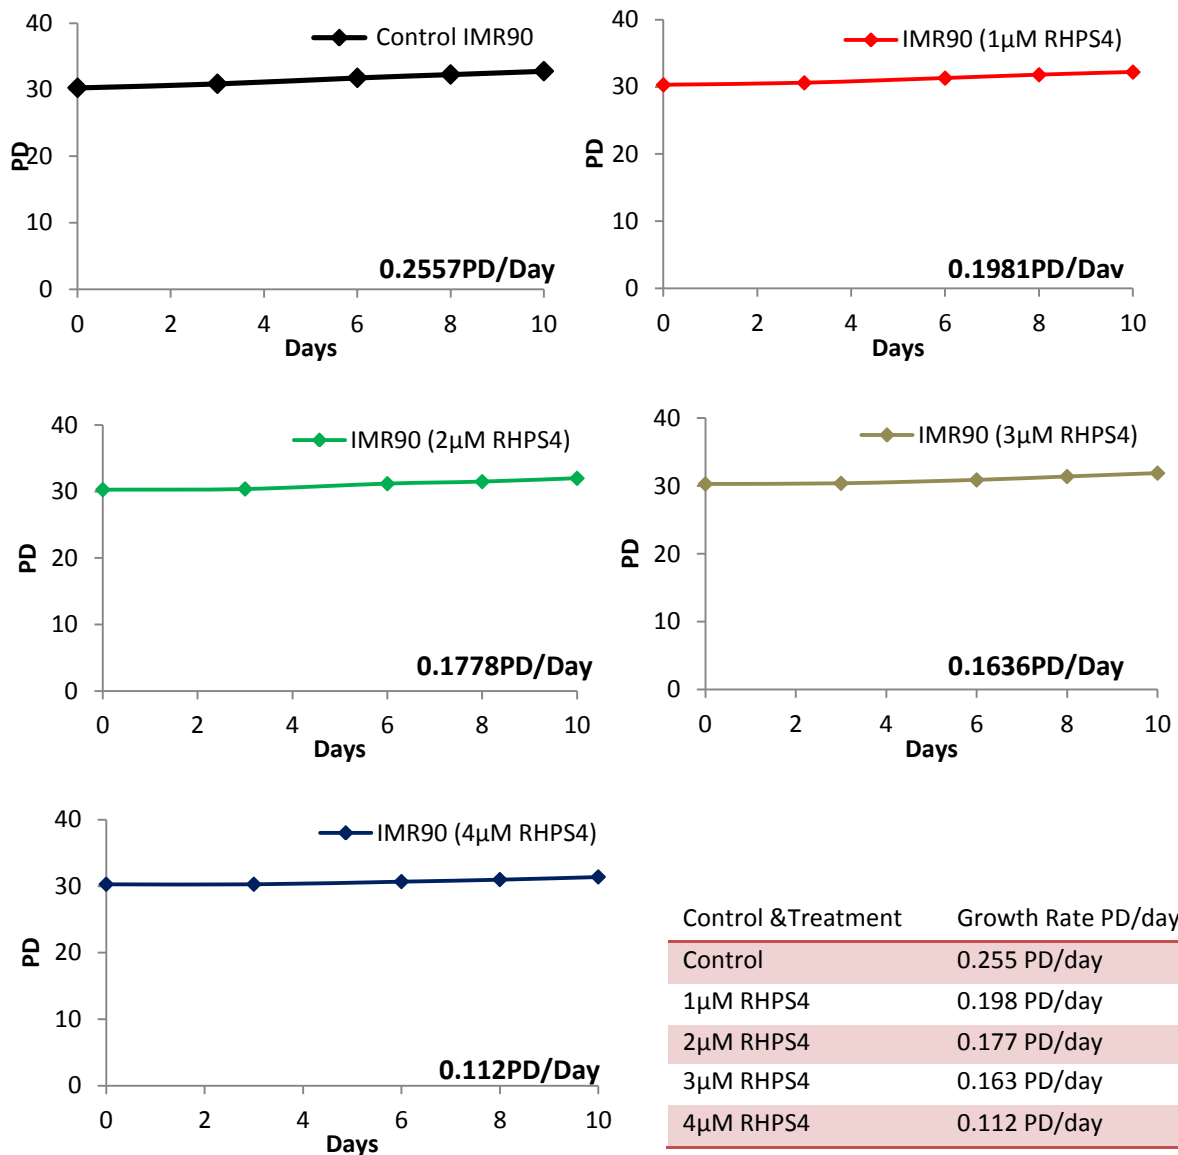 40
30
20
10
0
PD
Control IMR90
0.2557PD/Day
0 2 4 6 8 10
Days
40
30
20
10
0
PD
IMR90 (1µM RHPS4)
0.1981PD/Day
0 2 4 6 8 10
Days
40
30
20
10
0
PD
IMR90 (2µM RHPS4)
0.1778PD/Day
0 2 4 6 8 10
Days
40
30
20
10
0
PD
IMR90 (3µM RHPS4)
0.1636PD/Day
0 2 4 6 8 10
Days
40
30
20
10
0
PD
IMR90 (4µM RHPS4)
0.112PD/Day
0 2 4 6 8 10
Days
Control &Treatment Growth Rate PD/day
Control 0.255 PD/day
1µM RHPS4 0.198 PD/day
2µM RHPS4 0.177 PD/day
3µM RHPS4 0.163 PD/day
4µM RHPS4 0.112 PD/day